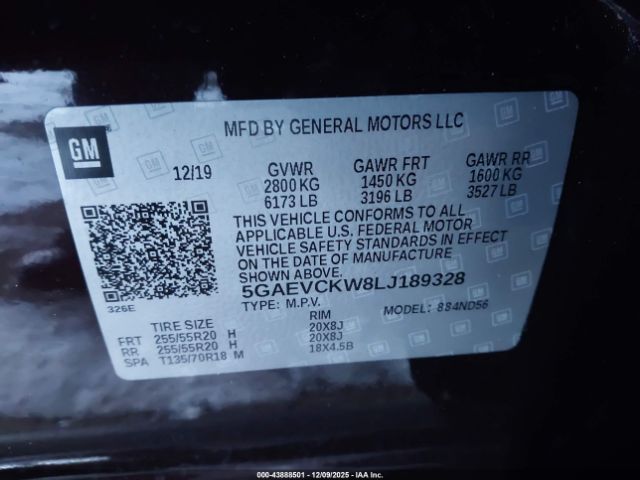 GM
MFD BY GENERAL MOTORS LLC
12/19 GVWR GAWR FRT GAWR RR
2800 KG 1450 KG 1600 KG
6173 LB 3196 LB 3527 LB
THIS VEHICLE CONFORMS TO ALL
APPLICABLE U.S. FEDERAL MOTOR
VEHICLE SAFETY STANDARDS IN EFFECT
ON THE DATE OF MANUFACTURE
SHOWN ABOVE.
326E
5GAEVCKW8LJ189328
TYPE: M.P.V. MODEL: 884ND56
TIRE SIZE RIM
FRT 255/55R20 H 20X8J
RR 255/55R20 H 20X8J
SPA T135/70R18 M 18X4.5B
000-43888501 - 12/09/2025 - IAA Inc.